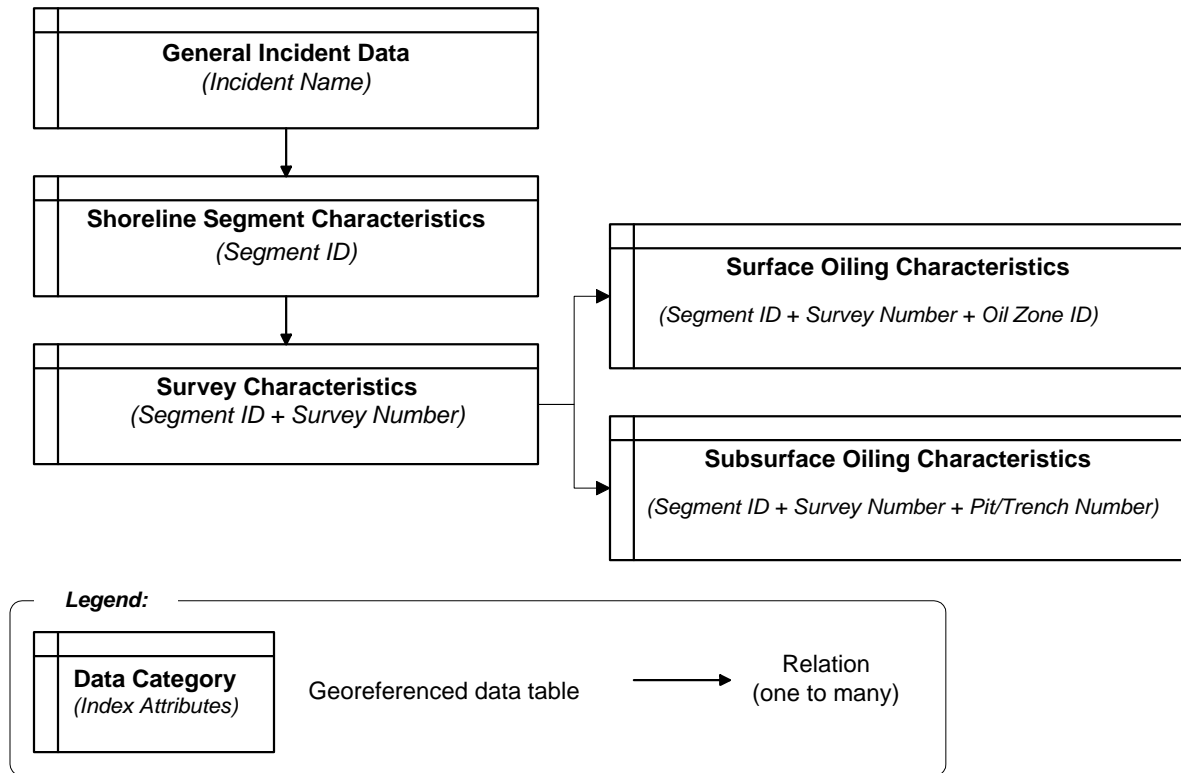 General Incident Data
(Incident Name)
Shoreline Segment Characteristics
(Segment ID)
Survey Characteristics
(Segment ID + Survey Number)
Surface Oiling Characteristics
(Segment ID + Survey Number + Oil Zone ID)
Subsurface Oiling Characteristics
(Segment ID + Survey Number + Pit/Trench Number)
Legend:
Data Category
(Index Attributes)
Georeferenced data table
Relation
(one to many)